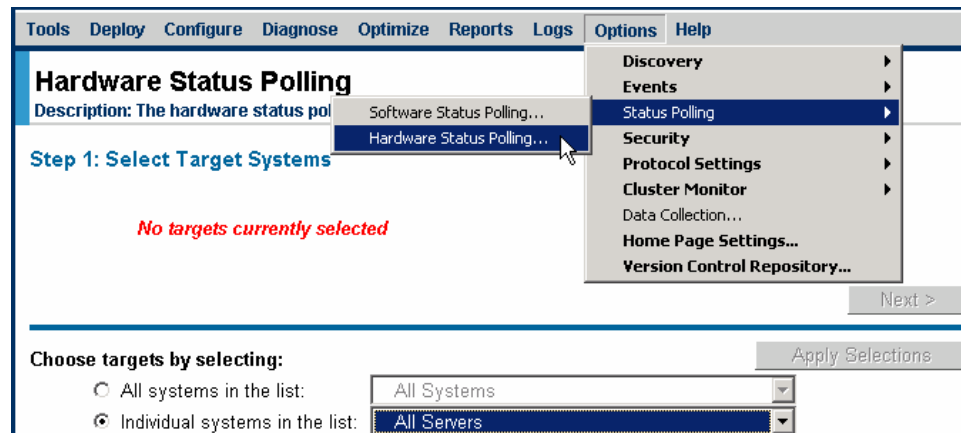 Tools Deploy Configure Diagnose Optimize Reports Logs Options Help
Hardware Status Polling
Description: The hardware status pol
Software Status Polling...
Hardware Status Polling...
Discovery
Events
Status Polling
Security
Protocol Settings
Cluster Monitor
Data Collection...
Home Page Settings...
Version Control Repository...
Step 1: Select Target Systems
No targets currently selected
Next >
Choose targets by selecting:
Apply Selections
All systems in the list: All Systems
Individual systems in the list: All Servers